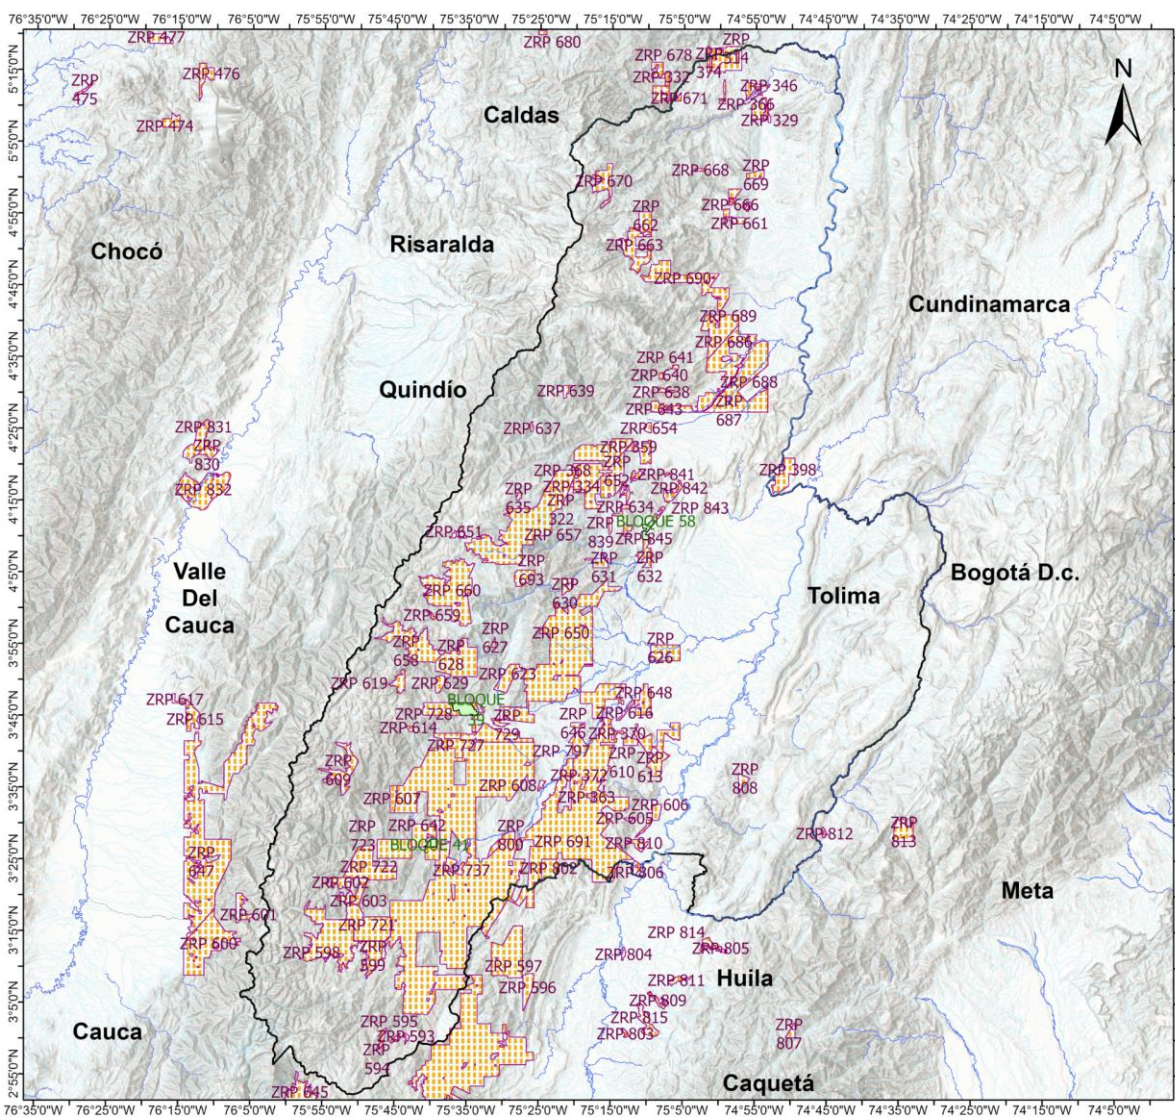 76°35'0"W 76°25'0"W 76°15'0"W 76°5'0"W 75°55'0"W 75°45'0"W 75°35'0"W 75°25'0"W 75°15'0"W 75°5'0"W 74°55'0"W 74°45'0"W 74°35'0"W 74°25'0"W 74°15'0"W 74°5'0"W
5°15'0"N
5°5'0"N
4°55'0"N
4°45'0"N
4°35'0"N
4°25'0"N
4°15'0"N
4°5'0"N
3°55'0"N
3°45'0"N
3°35'0"N
3°25'0"N
3°15'0"N
3°5'0"N
2°55'0"N
N
ZRP 477
ZRP 680
ZRP 476
ZRP
475
ZRP 474
ZRP 678
ZRP
314
374
ZRP 332
ZRP 671
ZRP 346
ZRP 366
ZRP 329
Caldas
ZRP 668
ZRP
669
ZRP 670
ZRP 666
ZRP 661
ZRP
662
ZRP 663
Chocó
Risaralda
ZRP 690
Cundinamarca
ZRP 689
ZRP 686
ZRP 641
ZRP 640
ZRP 688
Quindío
ZRP 639
ZRP 638
ZRP
687
ZRP 643
ZRP 831
ZRP 637
ZRP 654
ZRP
830
ZRP 359
ZRP 832
ZRP 368
ZRP
652
ZRP 841
ZRP 398
ZRP 334
ZRP 842
ZRP
635
ZRP
322
ZRP 634
ZRP 843
BLOQUE 58
ZRP 651
ZRP 657
ZRP
839
ZRP 845
Valle
Del
Cauca
ZRP
693
ZRP
631
ZRP
632
Bogotá D.c.
ZRP 660
ZRP
630
Tolima
ZRP 659
ZRP
627
ZRP 650
ZRP
658
ZRP
628
ZRP
626
ZRP 623
ZRP 619
ZRP 629
ZRP 648
ZRP 617
ZRP 615
BLOQUE
39
ZRP 728
ZRP 614
ZRP
729
ZRP
646
ZRP 616
ZRP 370
ZRP 727
ZRP 797
ZRP
609
ZRP
610
ZRP
613
ZRP 372
ZRP
808
ZRP 608
ZRP 607
ZRP 363
ZRP 606
ZRP 605
ZRP
723
ZRP 642
ZRP
800
ZRP 812
ZRP
813
BLOQUE 41
ZRP 691
ZRP 810
ZRP
647
ZRP 722
ZRP 737
ZRP 802
ZRP 806
ZRP 602
ZRP 603
Meta
ZRP 601
ZRP 721
ZRP 814
ZRP 600
ZRP 598
ZRP
599
ZRP 804
ZRP 805
ZRP 597
ZRP 596
ZRP 811
Huila
ZRP 809
ZRP 815
ZRP 803
ZRP
807
Cauca
ZRP 595
ZRP 593
ZRP
594
Caquetá
ZRP 645